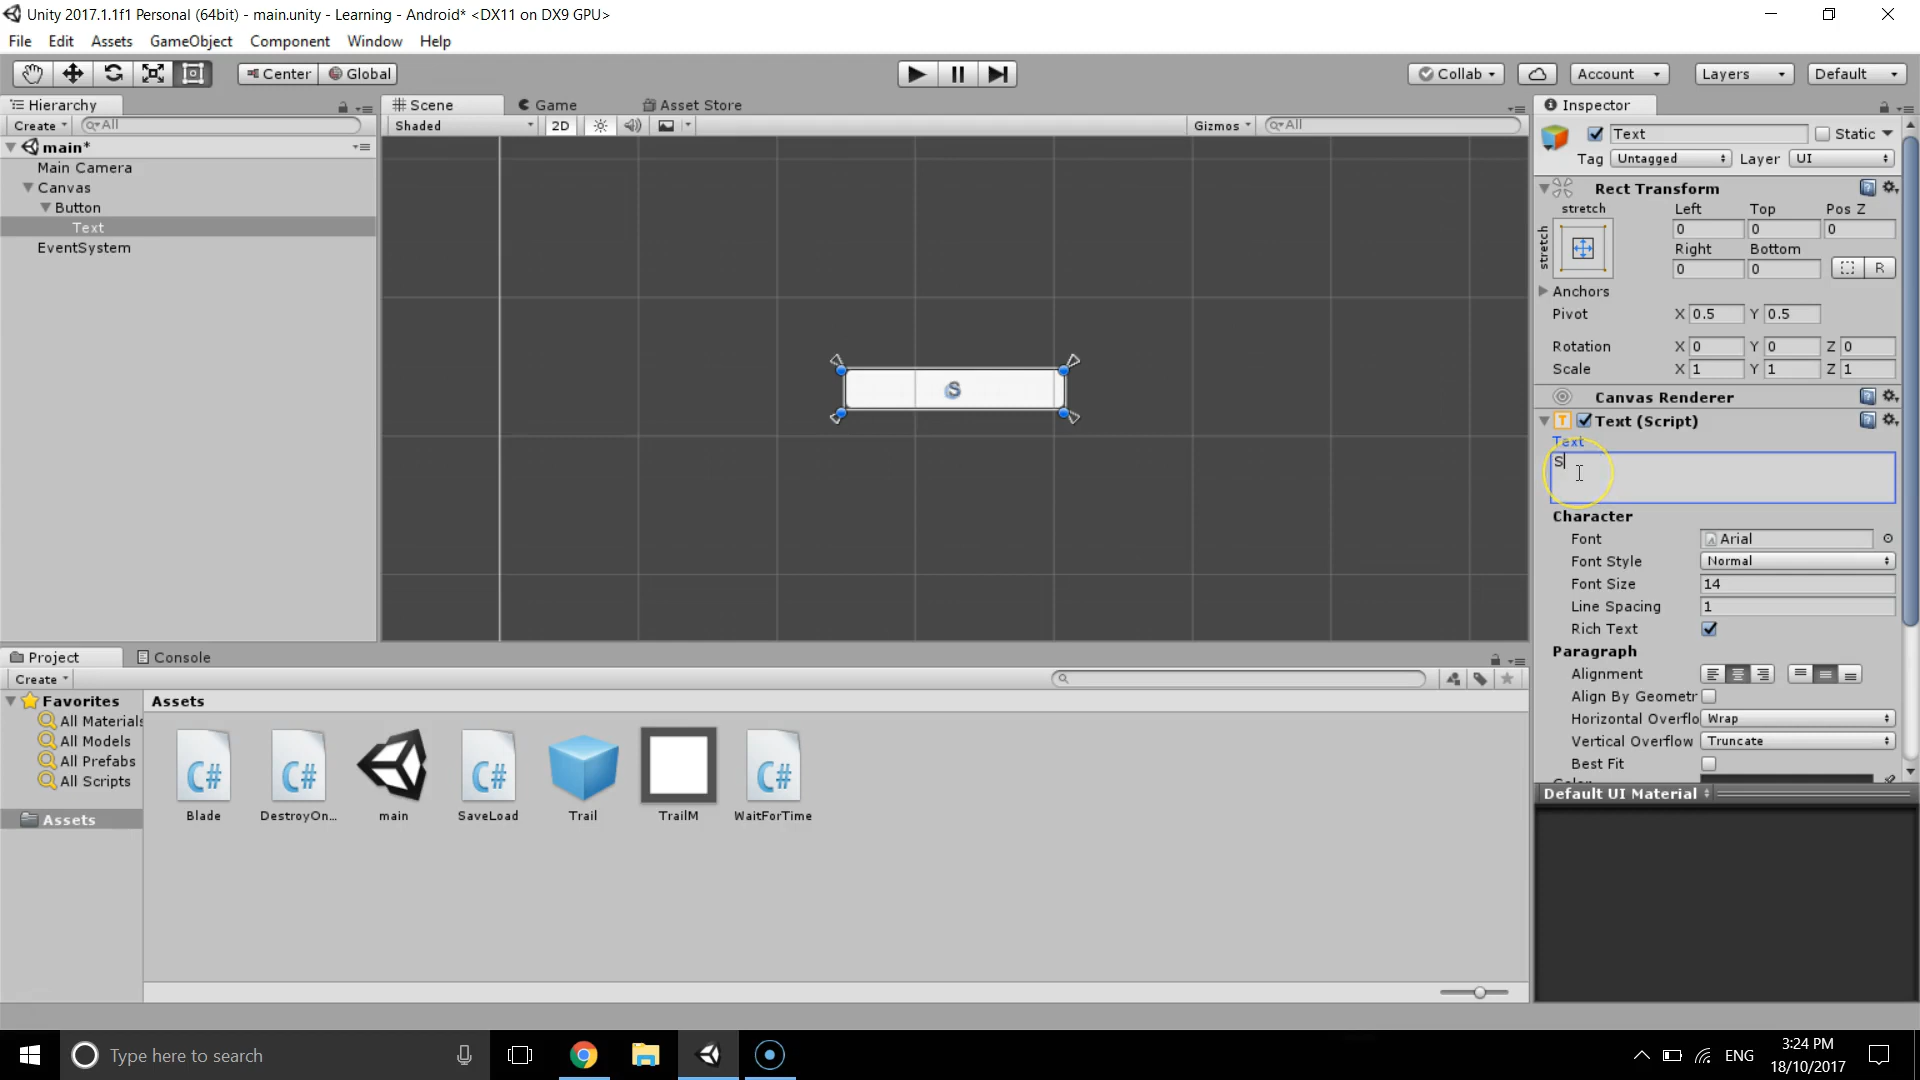 Unity 2017.1.1f1 Personal (64bit) - main.unity - Learning - Android* <DX11 on DX9 GPU>
File Edit Assets GameObject Component Window Help
Center Global Collab Account Layers Default
Hierarchy Scene Game Asset Store Inspector
Create All Shaded 2D Gizmos All
Text Static
main*
Main Camera
Tag Untagged Layer UI
Canvas
Rect Transform
Button
stretch Left Top Pos Z
Text
stretch 0 0 0
EventSystem
Right Bottom
0 0 R
Anchors
Pivot X 0.5 Y 0.5
Rotation X 0 Y 0 Z 0
Scale X 1 Y 1 Z 1
S
Canvas Renderer
T Text (Script)
Text
S
Character
Font Arial
Font Style Normal
Font Size 14
Line Spacing 1
Rich Text
Paragraph
Alignment
Align By Geometr
Horizontal Overflo Wrap
Vertical Overflow Truncate
Best Fit
Color
Default UI Material
Project Console
Create
Favorites Assets
All Materials
All Models
All Prefabs
All Scripts
Assets
C# C# C# C#
Blade DestroyOn... main SaveLoad Trail TrailM WaitForTime
Type here to search
ENG
3:24 PM
18/10/2017